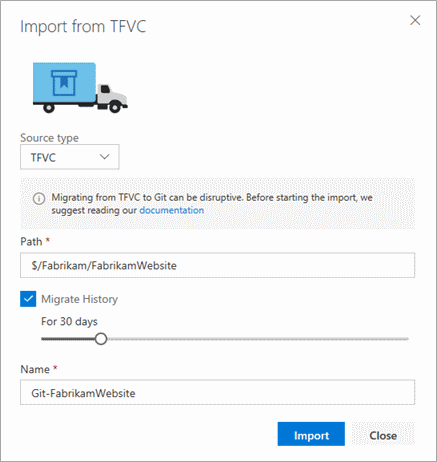 Import from TFVC
Source type
TFVC
Migrating from TFVC to Git can be disruptive. Before starting the import, we
suggest reading our documentation
Path *
$/Fabrikam/FabrikamWebsite
Migrate History
For 30 days
Name *
Git-FabrikamWebsite
Import
Close